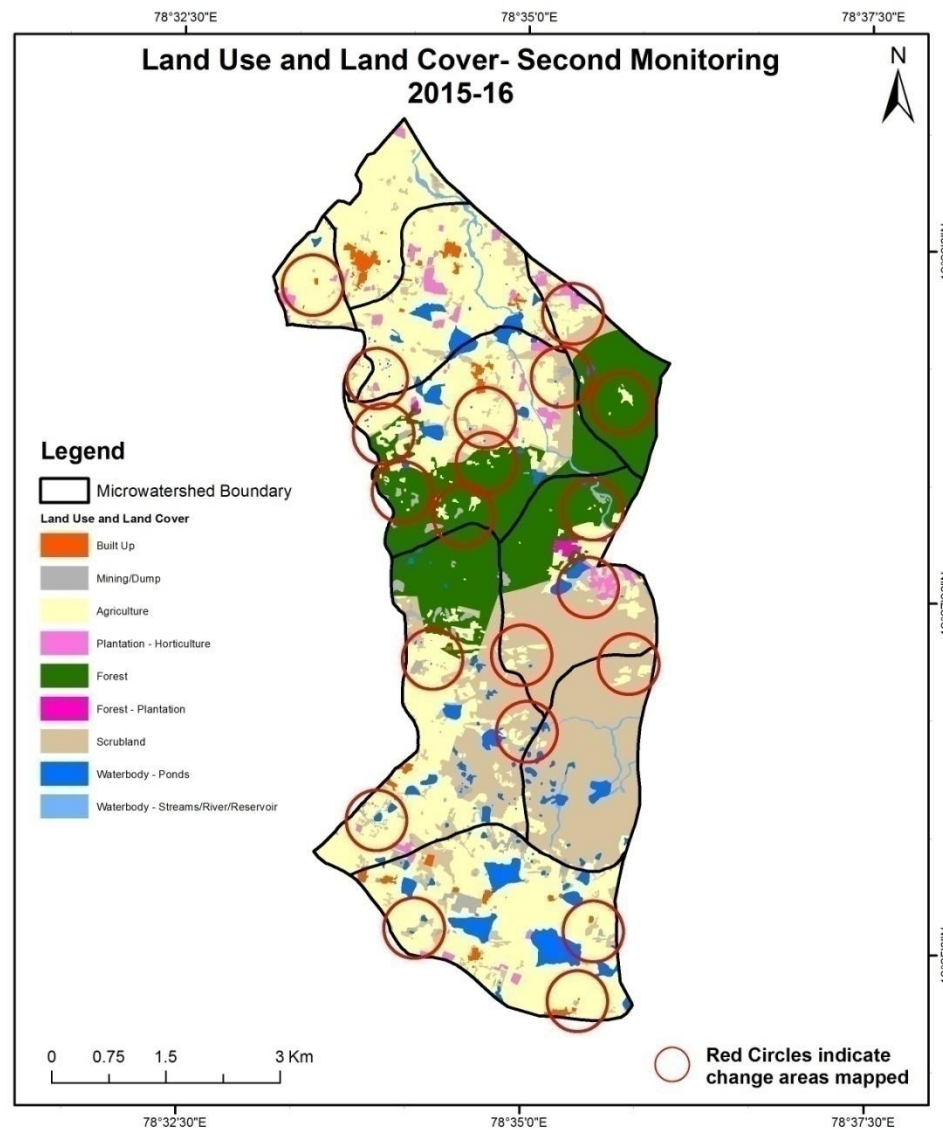 78°32'30"E 78°35'0"E 78°37'30"E
Land Use and Land Cover- Second Monitoring
2015-16
N
Legend
Microwatershed Boundary
Land Use and Land Cover
Built Up
Mining/Dump
Agriculture
Plantation - Horticulture
Forest
Forest - Plantation
Scrubland
Waterbody - Ponds
Waterbody - Streams/River/Reservoir
0 0.75 1.5 3 Km
Red Circles indicate
change areas mapped
78°32'30"E 78°35'0"E 78°37'30"E